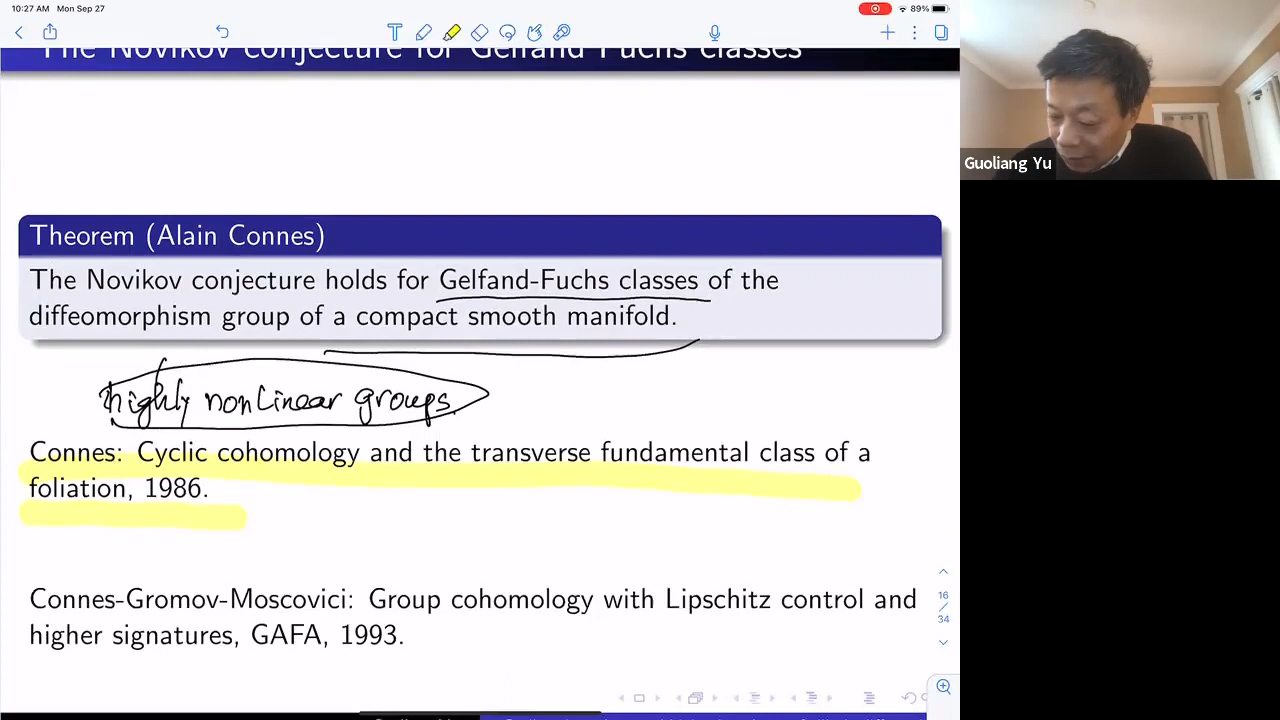 10:27 AM Mon Sep 27
89%
The Novikov conjecture for Gelfand Fuchs classes
Guoliang Yu
Theorem (Alain Connes)
The Novikov conjecture holds for Gelfand-Fuchs classes of the
diffeomorphism group of a compact smooth manifold.
highly nonlinear groups
Connes: Cyclic cohomology and the transverse fundamental class of a
foliation, 1986.
Connes-Gromov-Moscovici: Group cohomology with Lipschitz control and
higher signatures, GAFA, 1993.
16
/
34